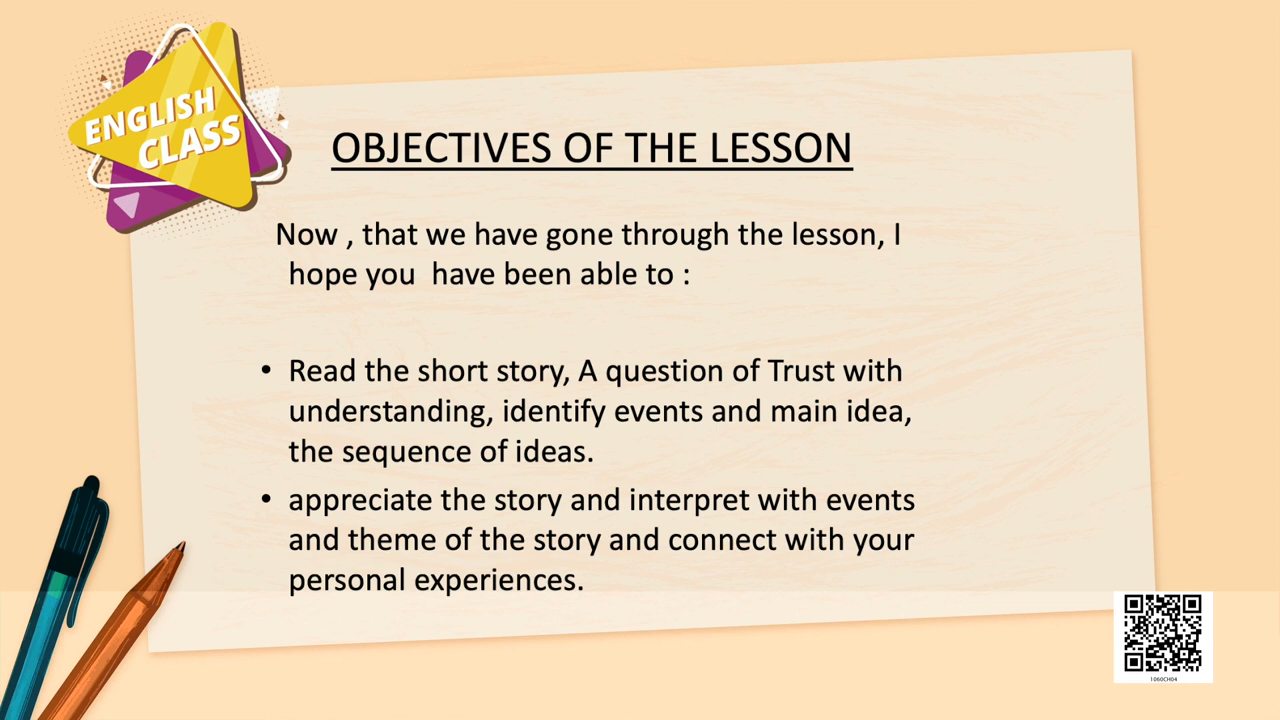 ENGLISH
CLASS
OBJECTIVES OF THE LESSON
Now , that we have gone through the lesson, I
hope you have been able to :
• Read the short story, A question of Trust with
understanding, identify events and main idea,
the sequence of ideas.
• appreciate the story and interpret with events
and theme of the story and connect with your
personal experiences.
1060CH04